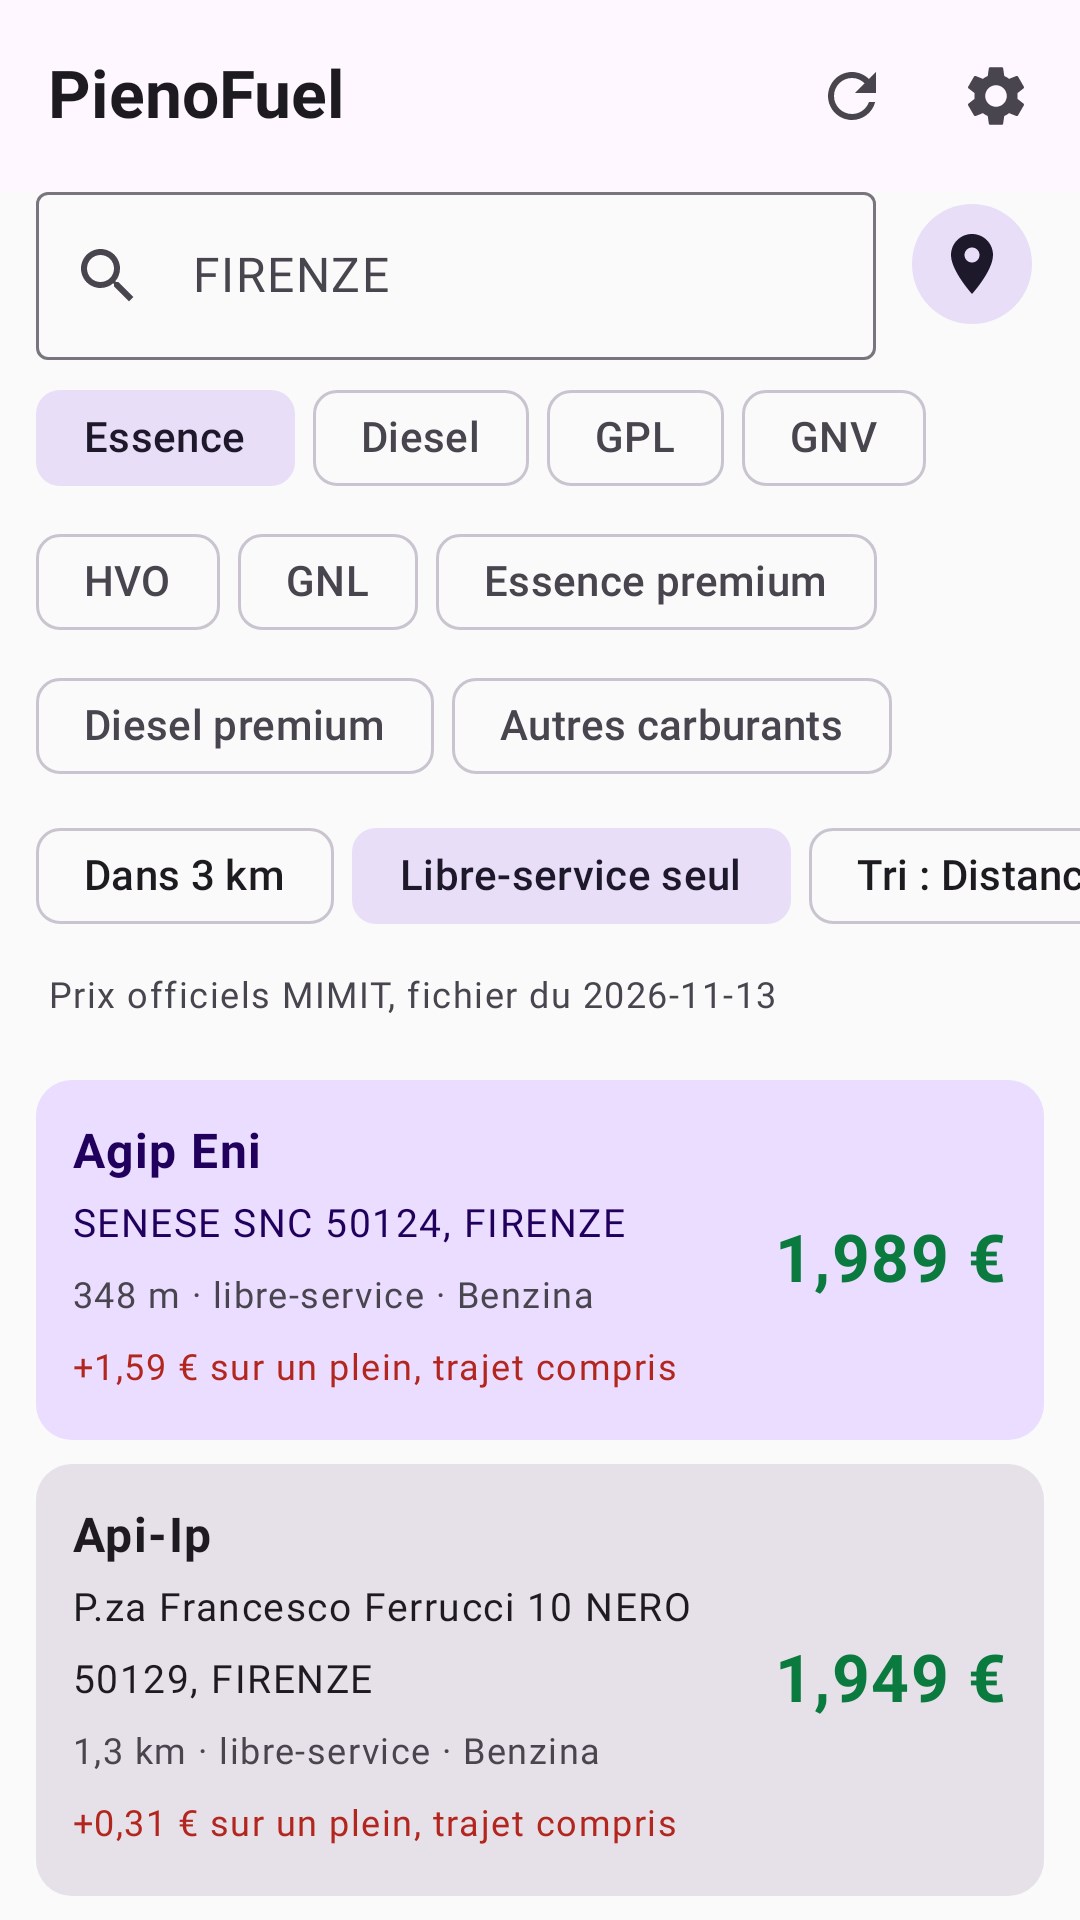 PienoFuel
FIRENZE
Essence
Diesel
GPL
GNV
HVO
GNL
Essence premium
Diesel premium
Autres carburants
Dans 3 km
Libre-service seul
Tri : Distanc
Prix officiels MIMIT, fichier du 2026-11-13
Agip Eni
SENESE SNC 50124, FIRENZE
1,989 €
348 m · libre-service · Benzina
+1,59 € sur un plein, trajet compris
Api-Ip
P.za Francesco Ferrucci 10 NERO
50129, FIRENZE
1,949 €
1,3 km · libre-service · Benzina
+0,31 € sur un plein, trajet compris